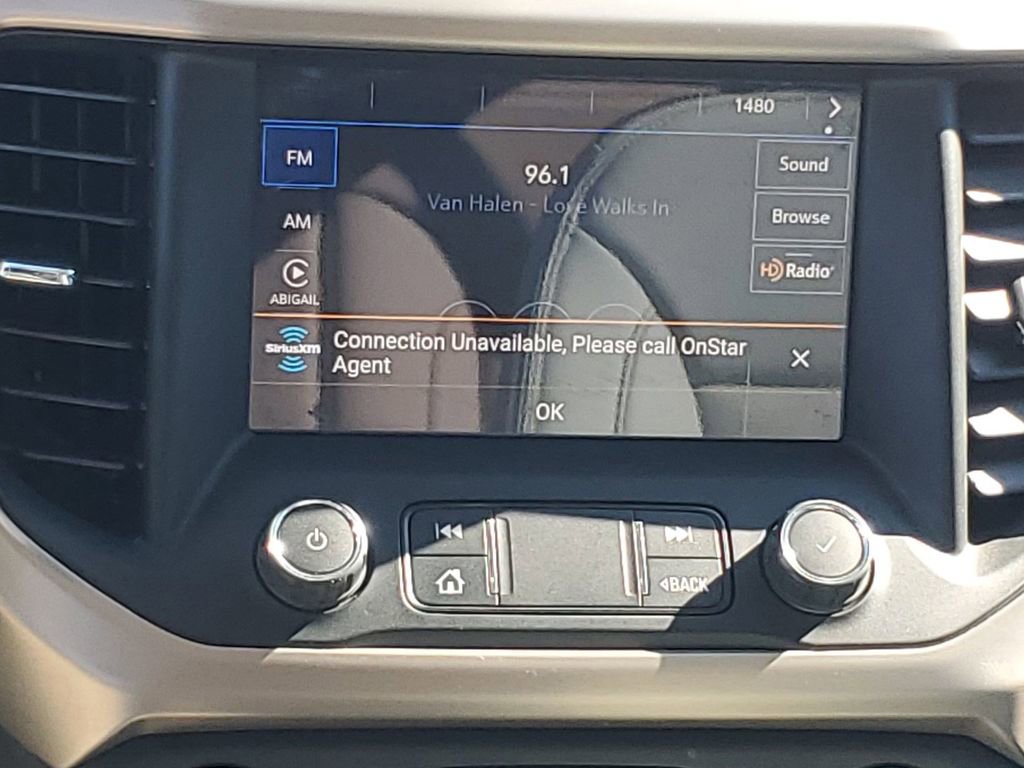 1480
FM
96.1
Sound
Van Halen - Love Walks In
AM
Browse
HD Radio
ABIGAIL
SiriusXM
Connection Unavailable, Please call OnStar
Agent
OK
BACK